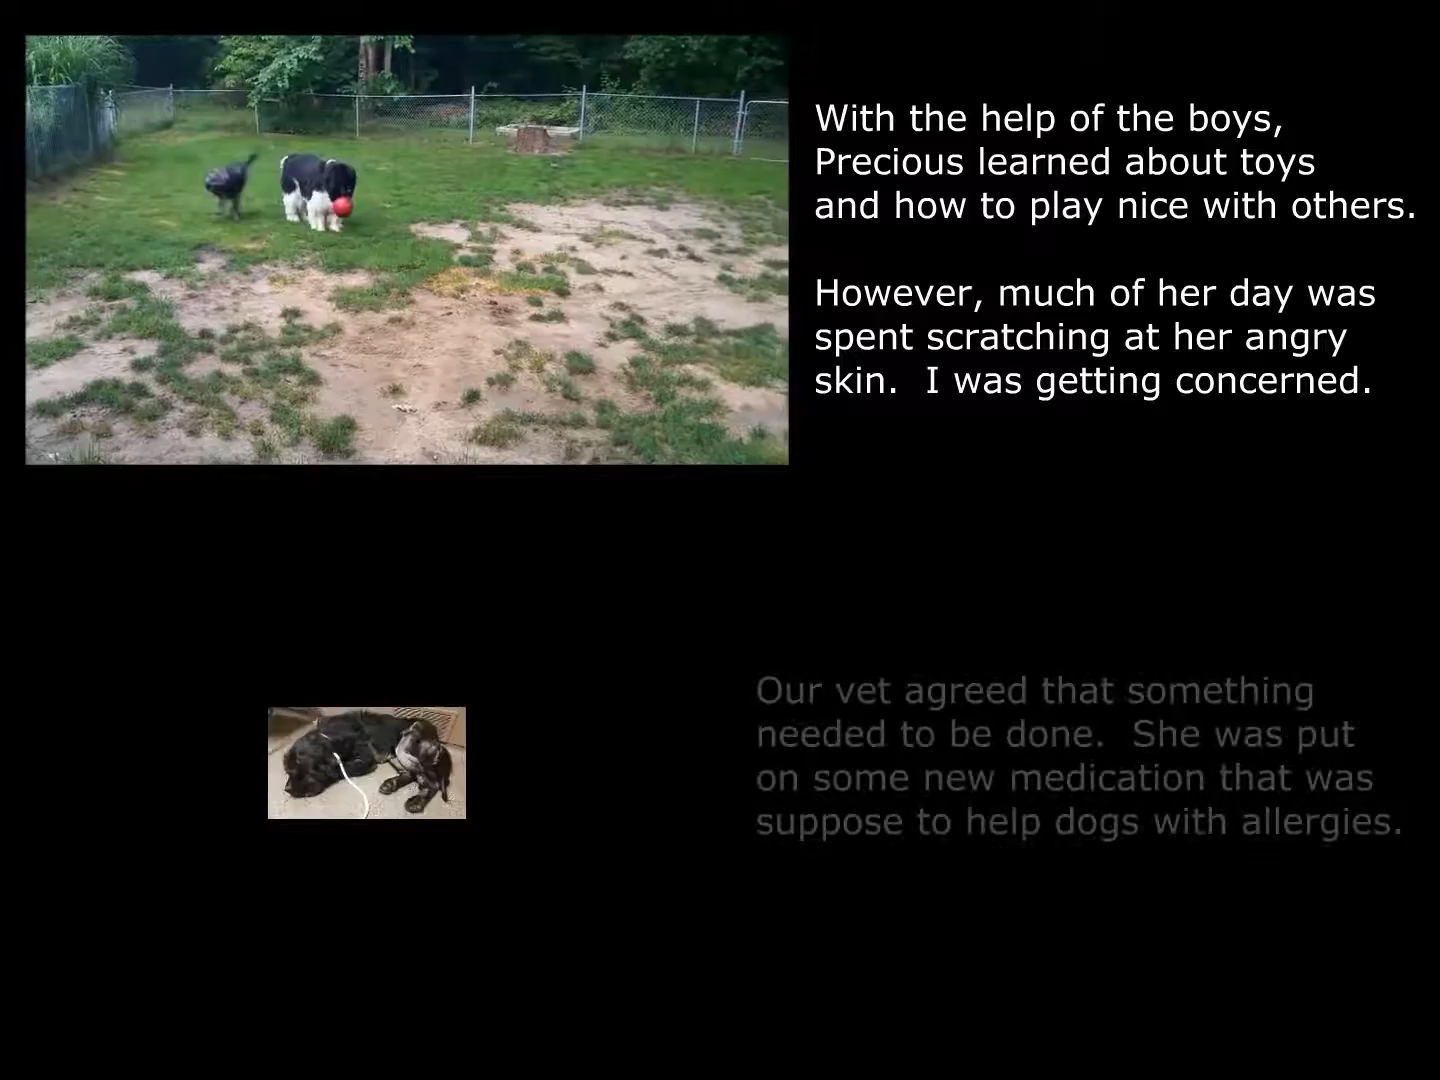 With the help of the boys,
Precious learned about toys
and how to play nice with others.
However, much of her day was
spent scratching at her angry
skin.  I was getting concerned.
Our vet agreed that something
needed to be done.  She was put
on some new medication that was
suppose to help dogs with allergies.